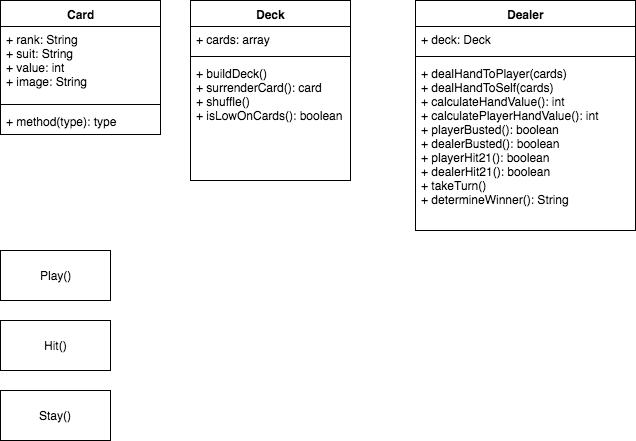 Card
+ rank: String
+ suit: String
+ value: int
+ image: String
+ method(type): type
Deck
+ cards: array
+ buildDeck()
+ surrenderCard(): card
+ shuffle()
+ isLowOnCards(): boolean
Dealer
+ deck: Deck
+ dealHandToPlayer(cards)
+ dealHandToSelf(cards)
+ calculateHandValue(): int
+ calculatePlayerHandValue(): int
+ playerBusted(): boolean
+ dealerBusted(): boolean
+ playerHit21(): boolean
+ dealerHit21(): boolean
+ takeTurn()
+ determineWinner(): String
Play()
Hit()
Stay()